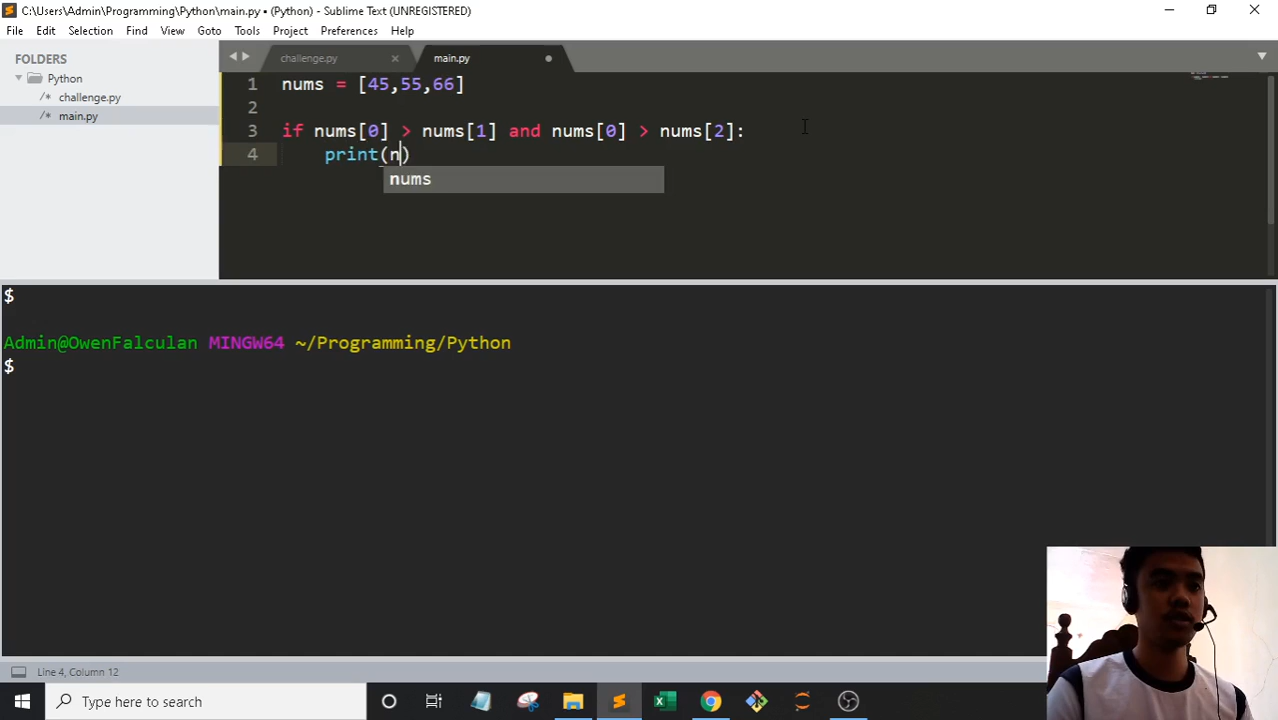 C:\Users\Admin\Programming\Python\main.py • (Python) - Sublime Text (UNREGISTERED)
File Edit Selection Find View Goto Tools Project Preferences Help
FOLDERS
Python
/* challenge.py
/* main.py
challenge.py × main.py
1 nums = [45,55,66]
2
3 if nums[0] > nums[1] and nums[0] > nums[2]:
4 print(n)
nums
$
Admin@OwenFalculan MINGW64 ~/Programming/Python
$
Line 4, Column 12
Type here to search